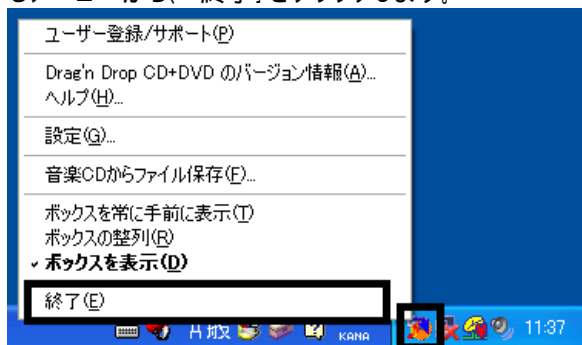 ユーザー登録/サポート(P)
Drag'n Drop CD+DVD のバージョン情報(A)...
ヘルプ(H)...
設定(G)...
音楽CDからファイル保存(F)...
ボックスを常に手前に表示(T)
ボックスの整列(R)
ボックスを表示(D)
終了(E)
KANA
11:37